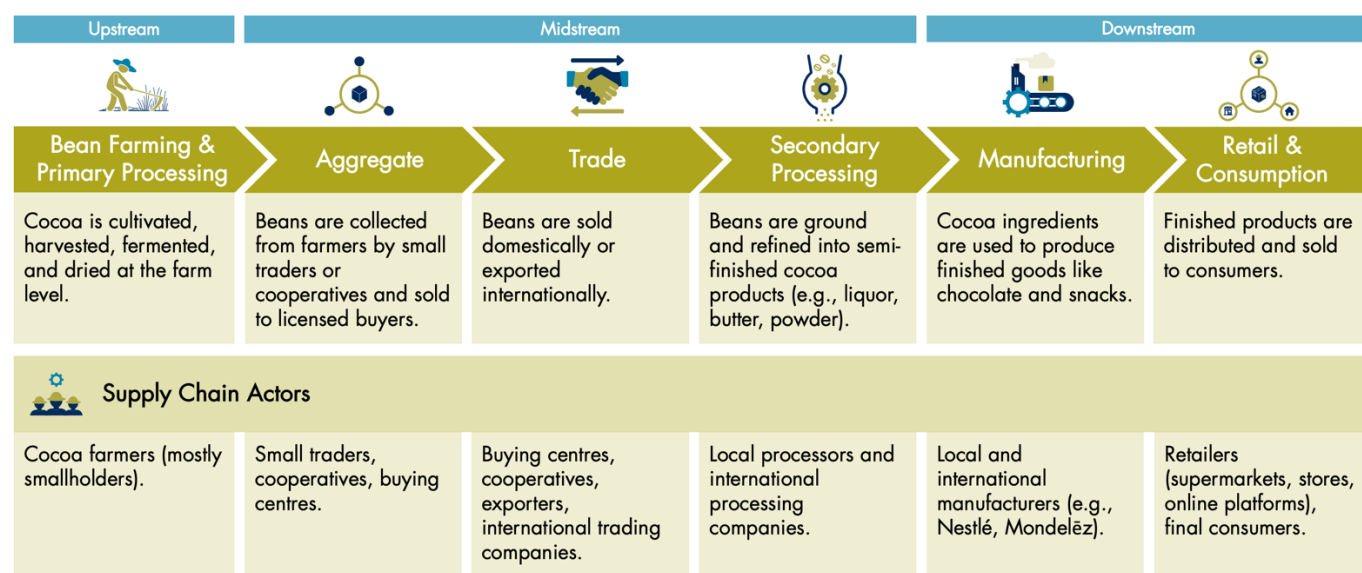 Upstream
Midstream
Downstream
Bean Farming &
Primary Processing
Aggregate
Trade
Secondary
Processing
Manufacturing
Retail &
Consumption
Cocoa is cultivated,
harvested, fermented,
and dried at the farm
level.
Beans are collected
from farmers by small
traders or
cooperatives and sold
to licensed buyers.
Beans are sold
domestically or
exported
internationally.
Beans are ground
and refined into semi-
finished cocoa
products (e.g., liquor,
butter, powder).
Cocoa ingredients
are used to produce
finished goods like
chocolate and snacks.
Finished products are
distributed and sold
to consumers.
Supply Chain Actors
Cocoa farmers (mostly
smallholders).
Small traders,
cooperatives, buying
centres.
Buying centres,
cooperatives,
exporters,
international trading
companies.
Local processors and
international
processing
companies.
Local and
international
manufacturers (e.g.,
Nestlé, Mondelēz).
Retailers
(supermarkets, stores,
online platforms),
final consumers.